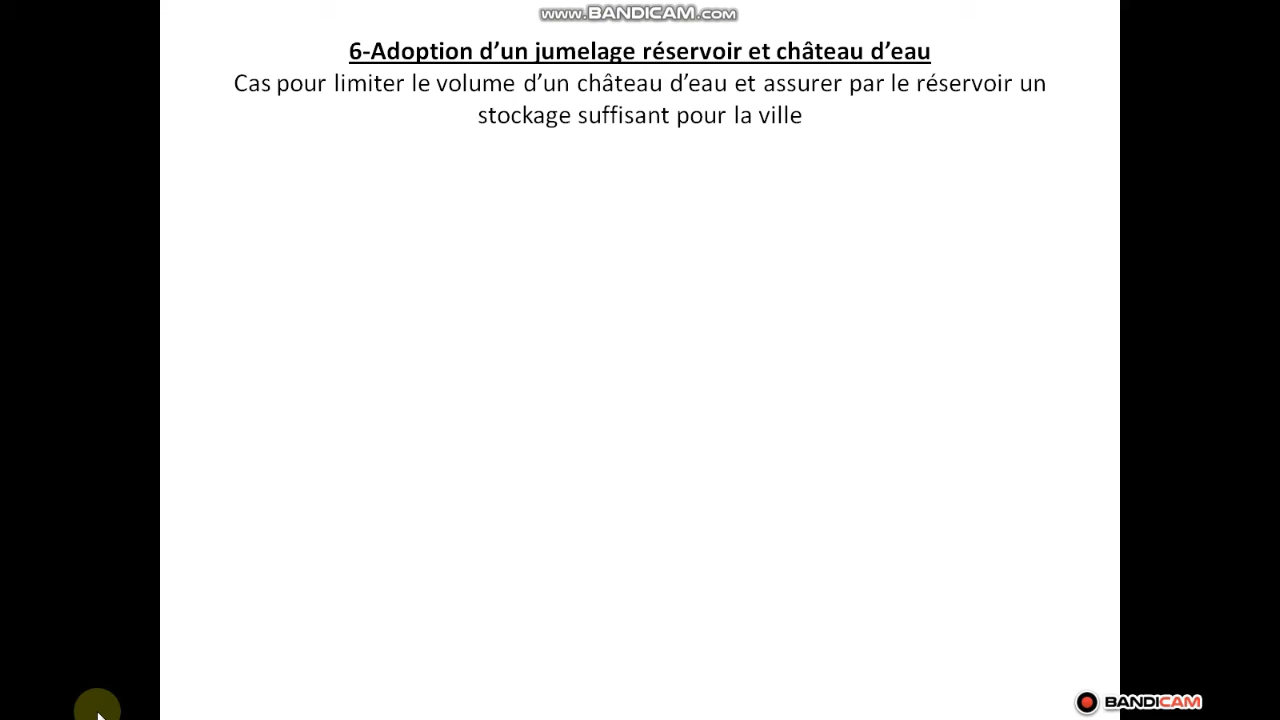 www.BANDICAM.com
6-Adoption d’un jumelage réservoir et château d’eau
Cas pour limiter le volume d’un château d’eau et assurer par le réservoir un
stockage suffisant pour la ville
BANDICAM